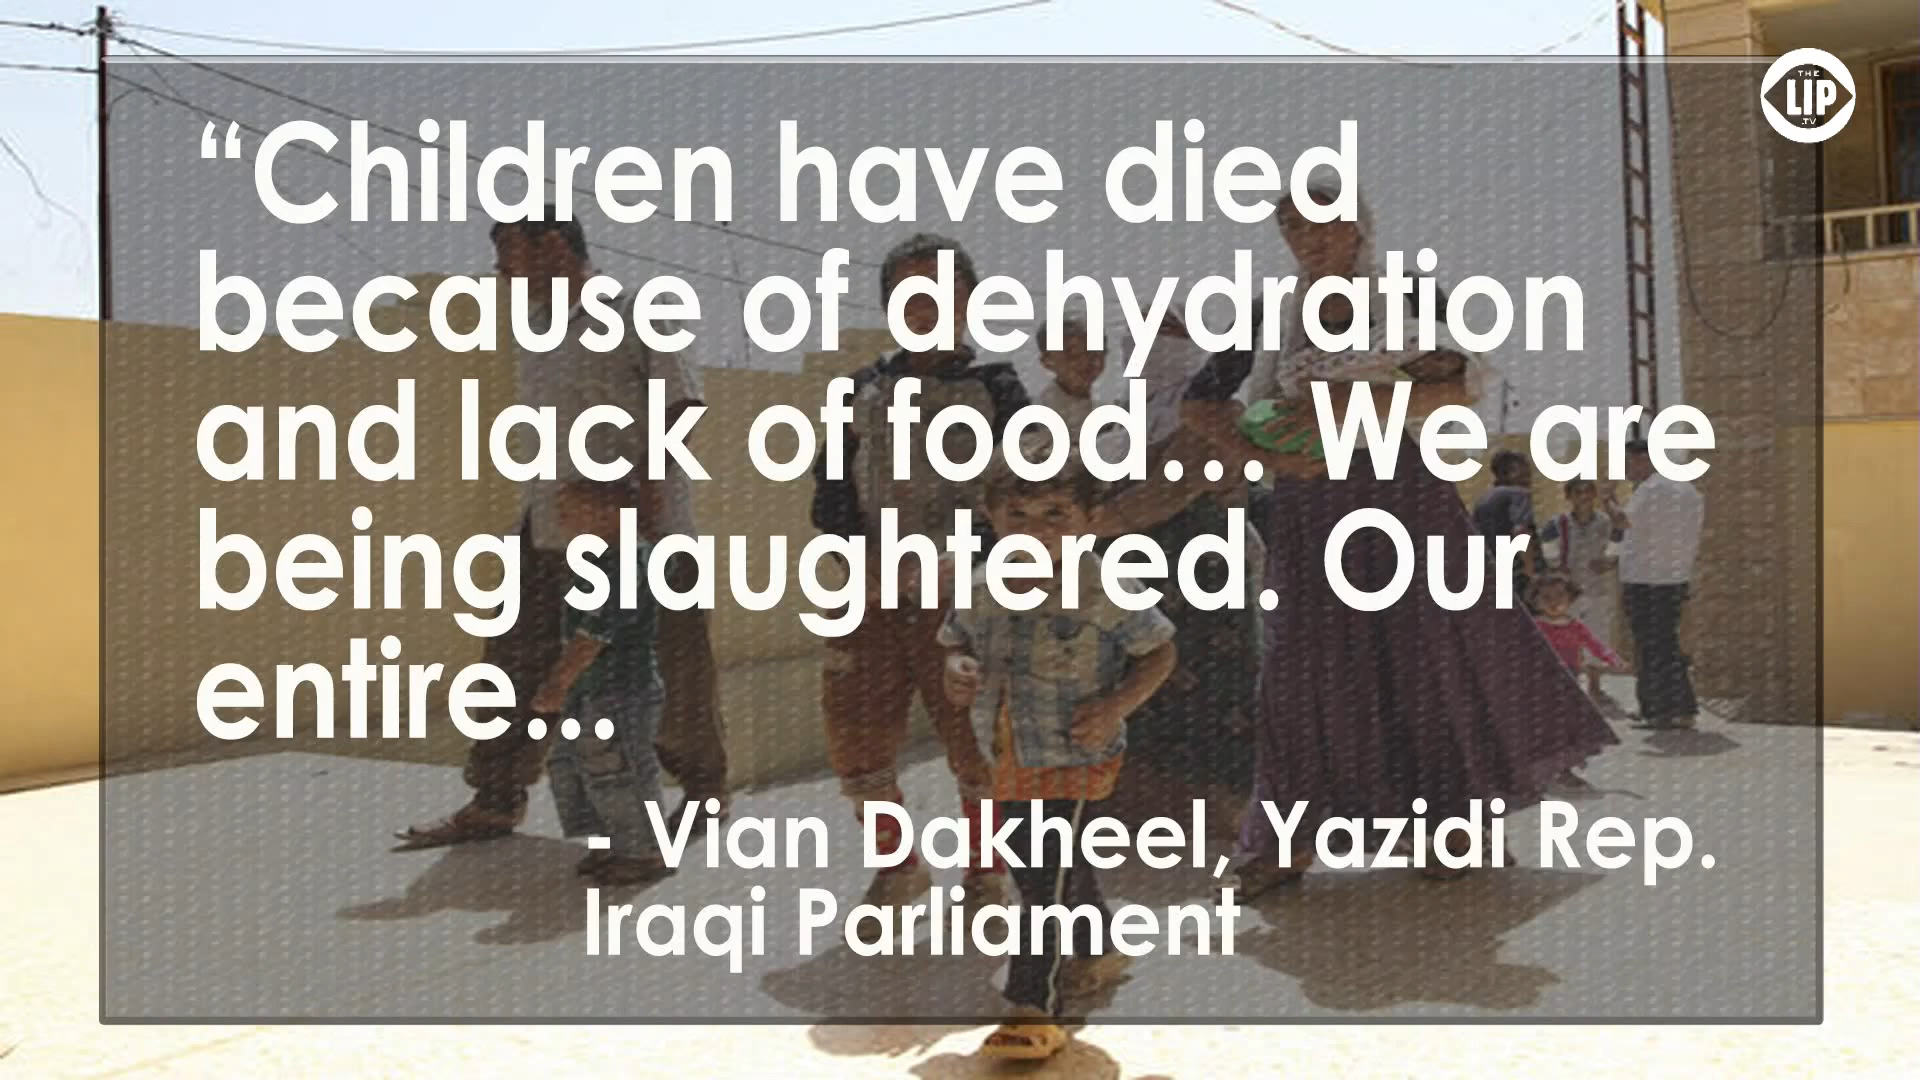 THE
LIP
.TV
“Children have died
because of dehydration
and lack of food… We are
being slaughtered. Our
entire...
- Vian Dakheel, Yazidi Rep.
Iraqi Parliament